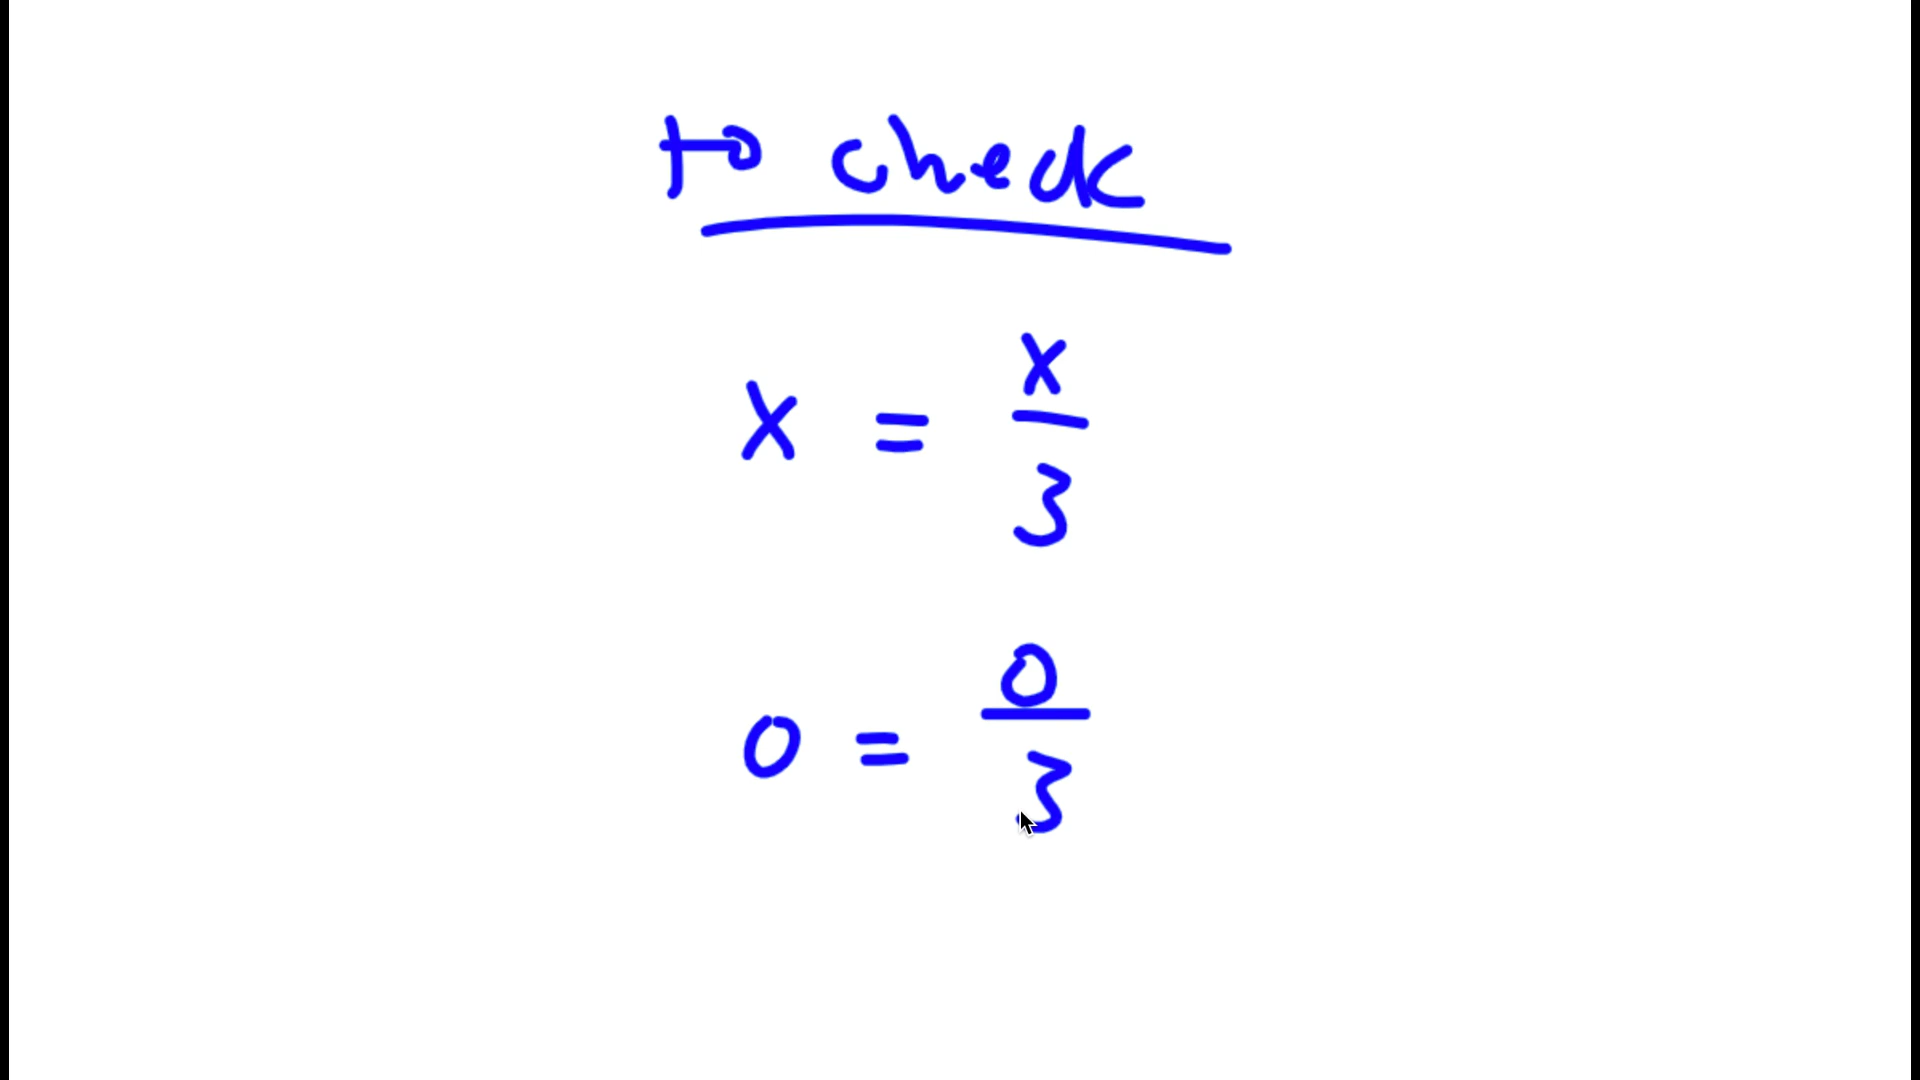 to check
x = x/3
0 = 0/3